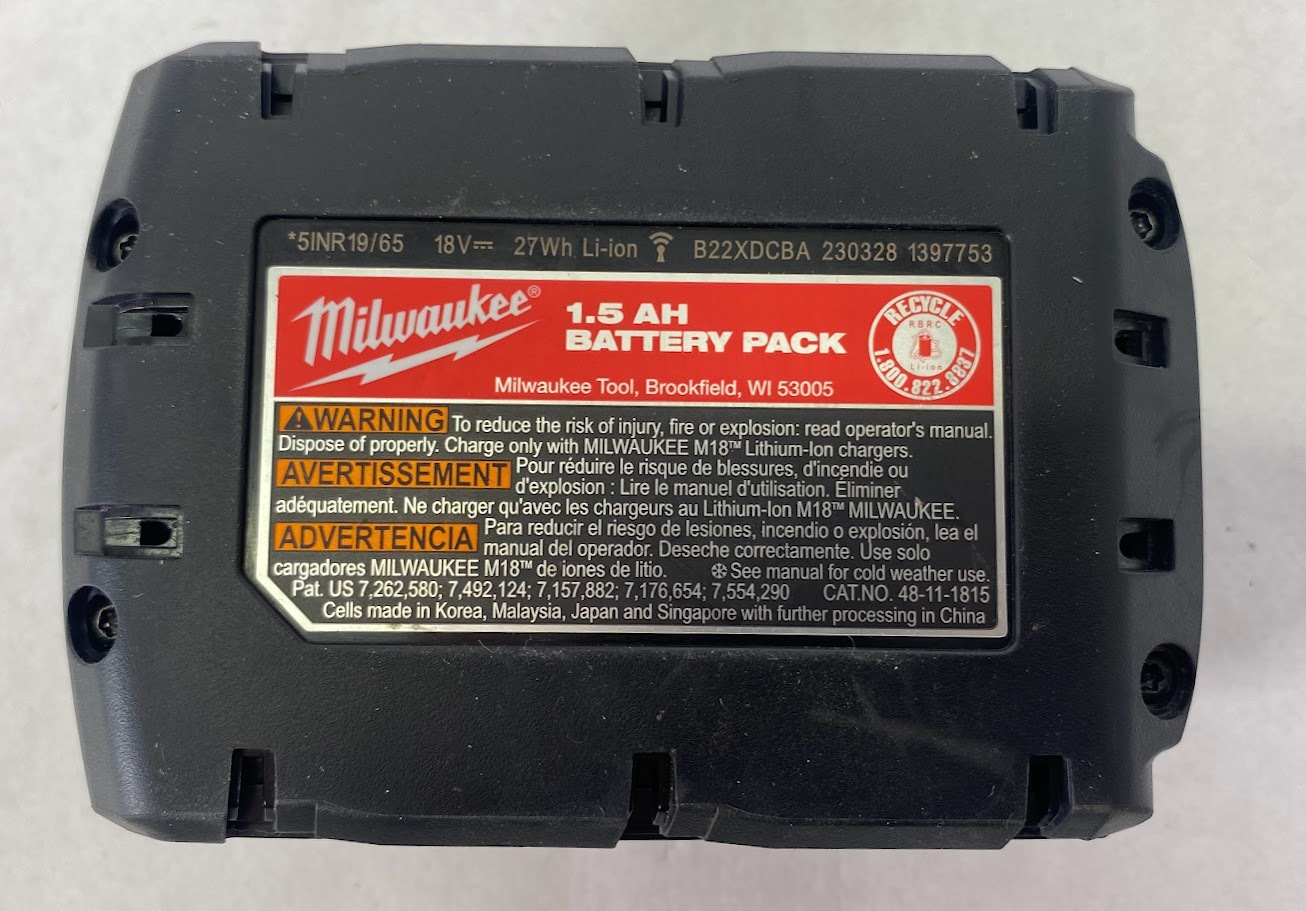 *5INR19/65 18V⎓ 27Wh Li-ion B22XDCBA 230328 1397753
Milwaukee®
1.5 AH
BATTERY PACK
Milwaukee Tool, Brookfield, WI 53005
RECYCLE
RBRC
Li-ion
1.800.822.8837
⚠WARNING To reduce the risk of injury, fire or explosion: read operator's manual.
Dispose of properly. Charge only with MILWAUKEE M18™ Lithium-Ion chargers.
AVERTISSEMENT Pour réduire le risque de blessures, d'incendie ou
d'explosion : Lire le manuel d'utilisation. Éliminer
adéquatement. Ne charger qu'avec les chargeurs au Lithium-Ion M18™ MILWAUKEE.
ADVERTENCIA Para reducir el riesgo de lesiones, incendio o explosión, lea el
manual del operador. Deseche correctamente. Use solo
cargadores MILWAUKEE M18™ de iones de litio. ❄See manual for cold weather use.
Pat. US 7,262,580; 7,492,124; 7,157,882; 7,176,654; 7,554,290 CAT.NO. 48-11-1815
Cells made in Korea, Malaysia, Japan and Singapore with further processing in China